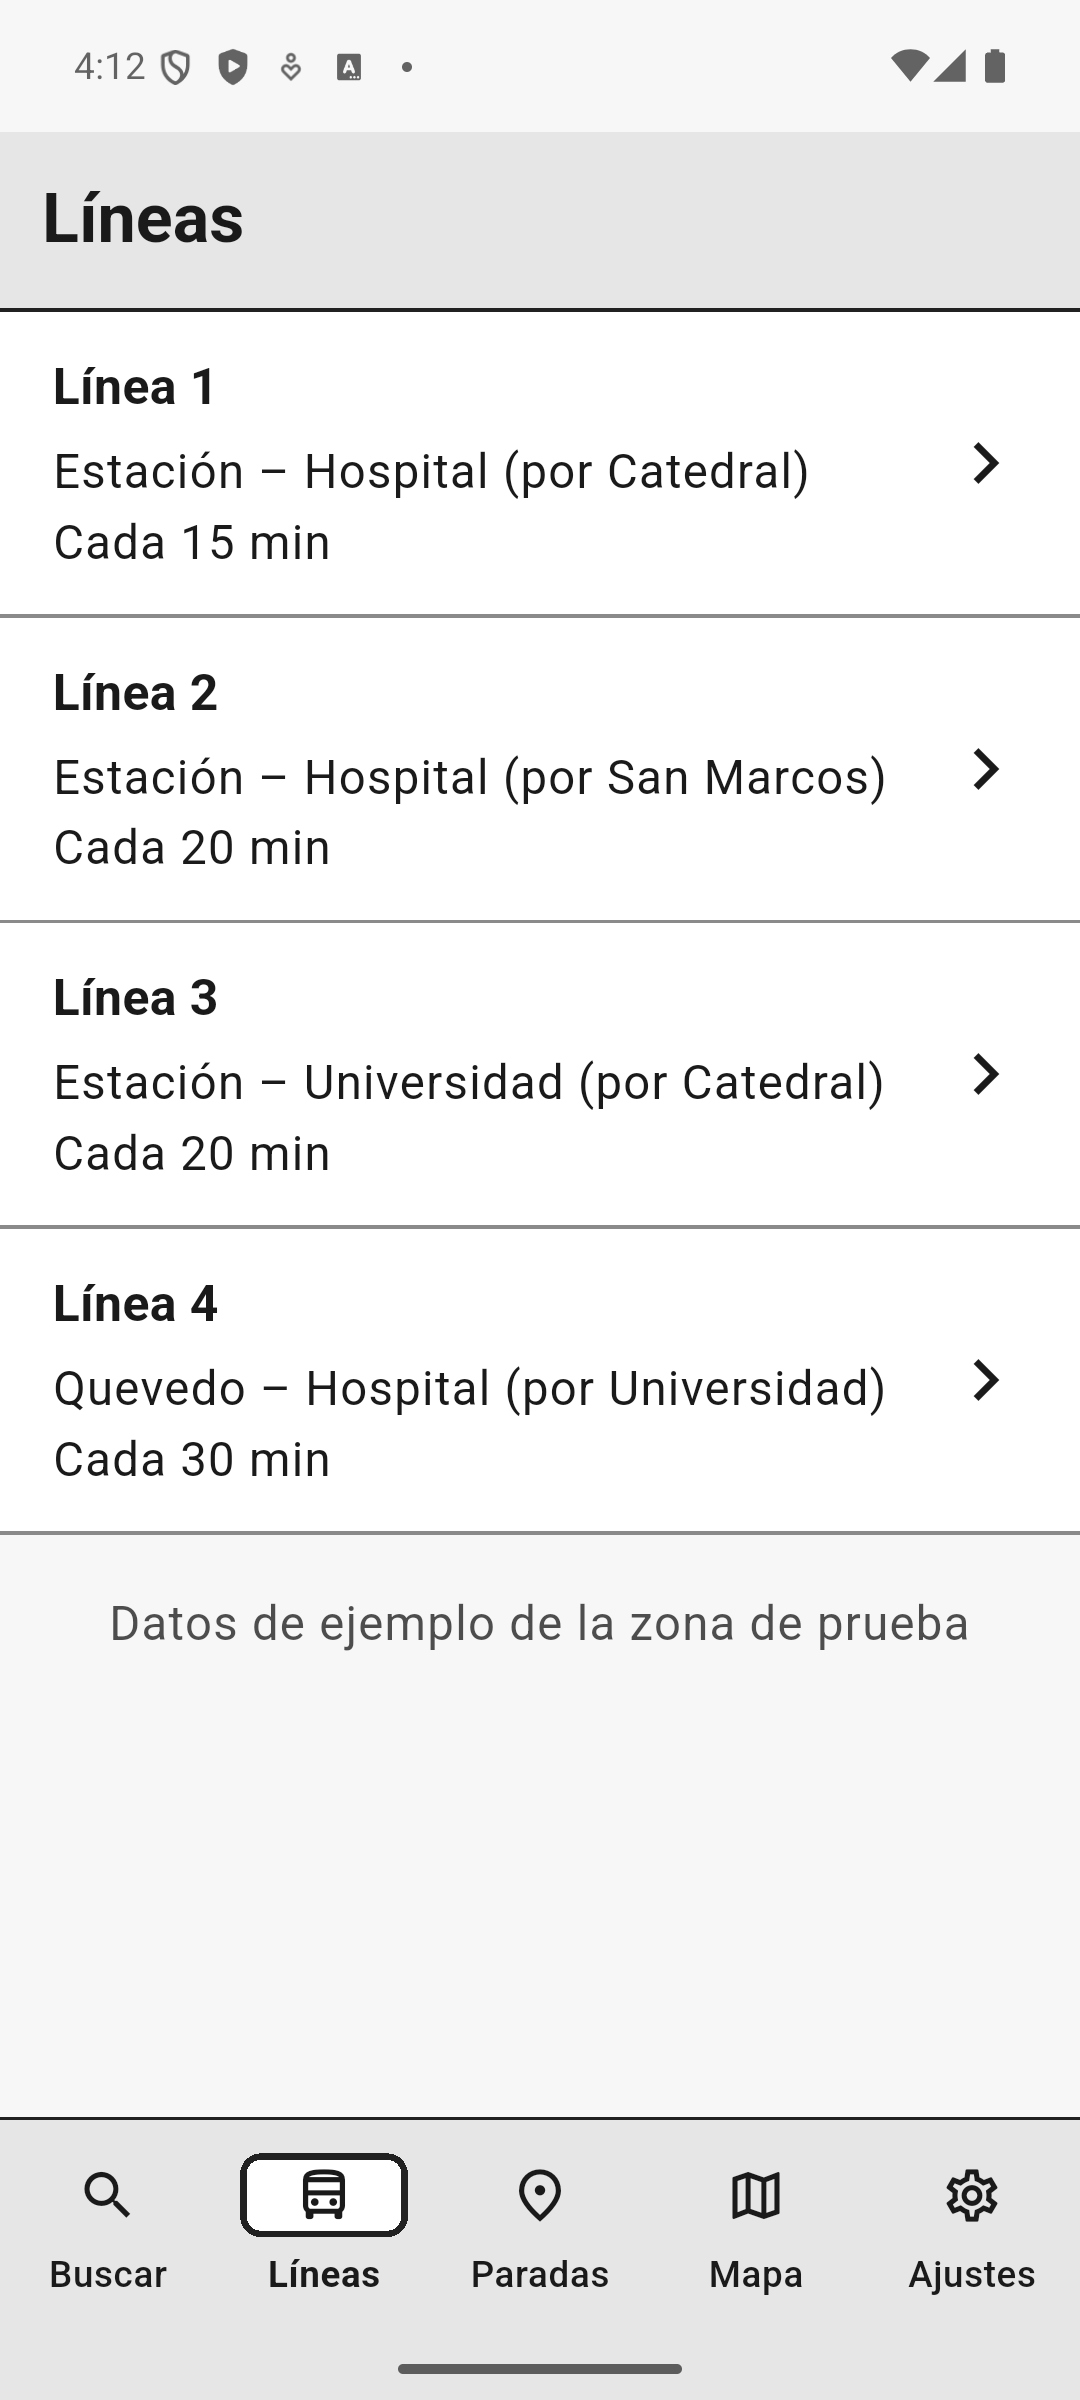 4:12
Líneas
Línea 1
Estación – Hospital (por Catedral)
Cada 15 min
Línea 2
Estación – Hospital (por San Marcos)
Cada 20 min
Línea 3
Estación – Universidad (por Catedral)
Cada 20 min
Línea 4
Quevedo – Hospital (por Universidad)
Cada 30 min
Datos de ejemplo de la zona de prueba
Buscar Líneas Paradas Mapa Ajustes